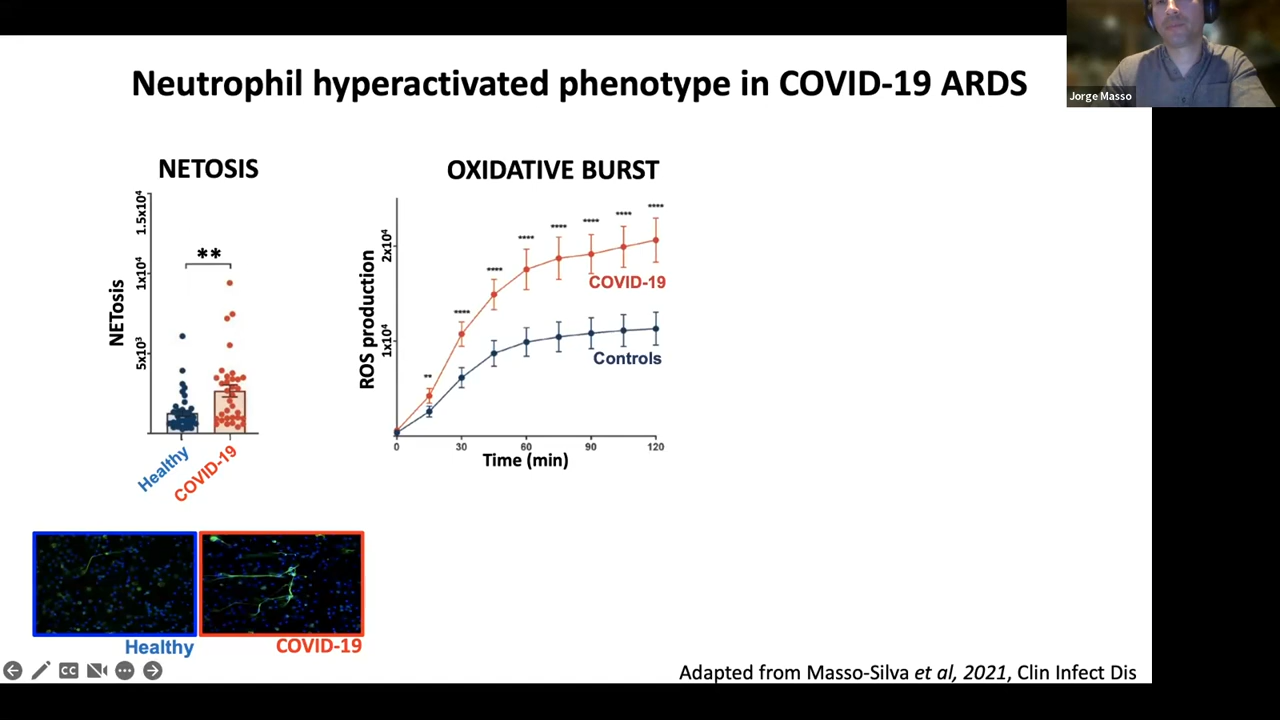 Jorge Masso
Neutrophil hyperactivated phenotype in COVID-19 ARDS
NETOSIS
NETosis
1.5x10⁴
1x10⁴
5x10³
**
Healthy
COVID-19
OXIDATIVE BURST
ROS production
2x10⁴
1x10⁴
**
****
****
****
****
****
****
****
COVID-19
Controls
0 30 60 90 120
Time (min)
Healthy
COVID-19
CC
Adapted from Masso-Silva et al, 2021, Clin Infect Dis